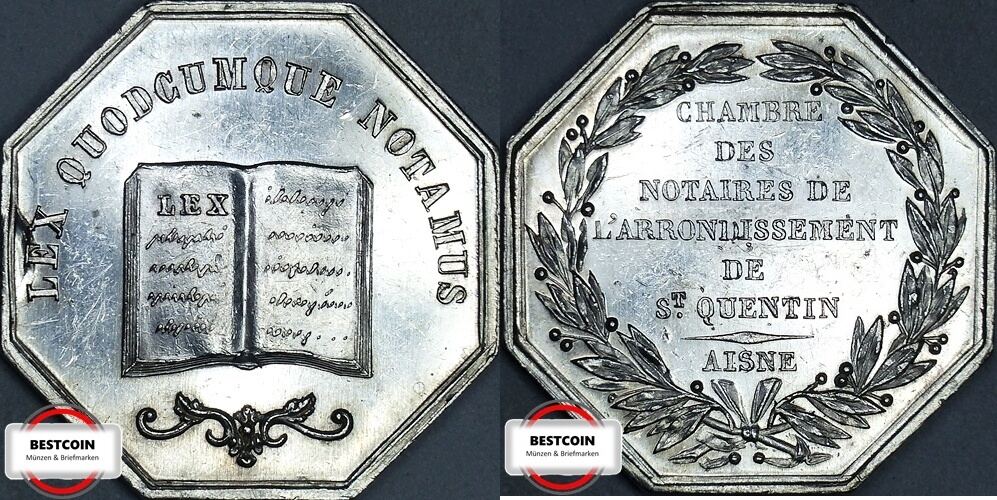 LEX QUODCUMQUE NOTAMUS
LEX
BESTCOIN
Münzen & Briefmarken
CHAMBRE
DES
NOTAIRES DE
L'ARRONDISSEMENT
DE
ST. QUENTIN
AISNE
BESTCOIN
Münzen & Briefmarken